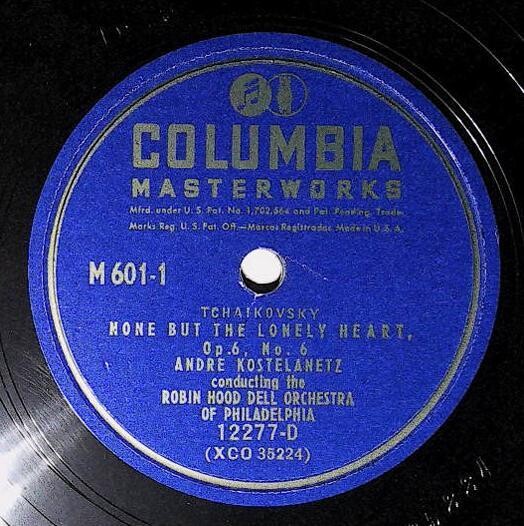 COLUMBIA
MASTERWORKS
Mfrd. under U. S. Pat. No. 1,702,564 and Pat. Pending. Trade
Marks Reg. U. S. Pat. Off.—Marcas Registradas. Made in U. S. A.
M 601-1
TCHAIKOVSKY
NONE BUT THE LONELY HEART,
Op.6, No. 6
ANDRE KOSTELANETZ
conducting the
ROBIN HOOD DELL ORCHESTRA
OF PHILADELPHIA
12277-D
(XCO 35224)